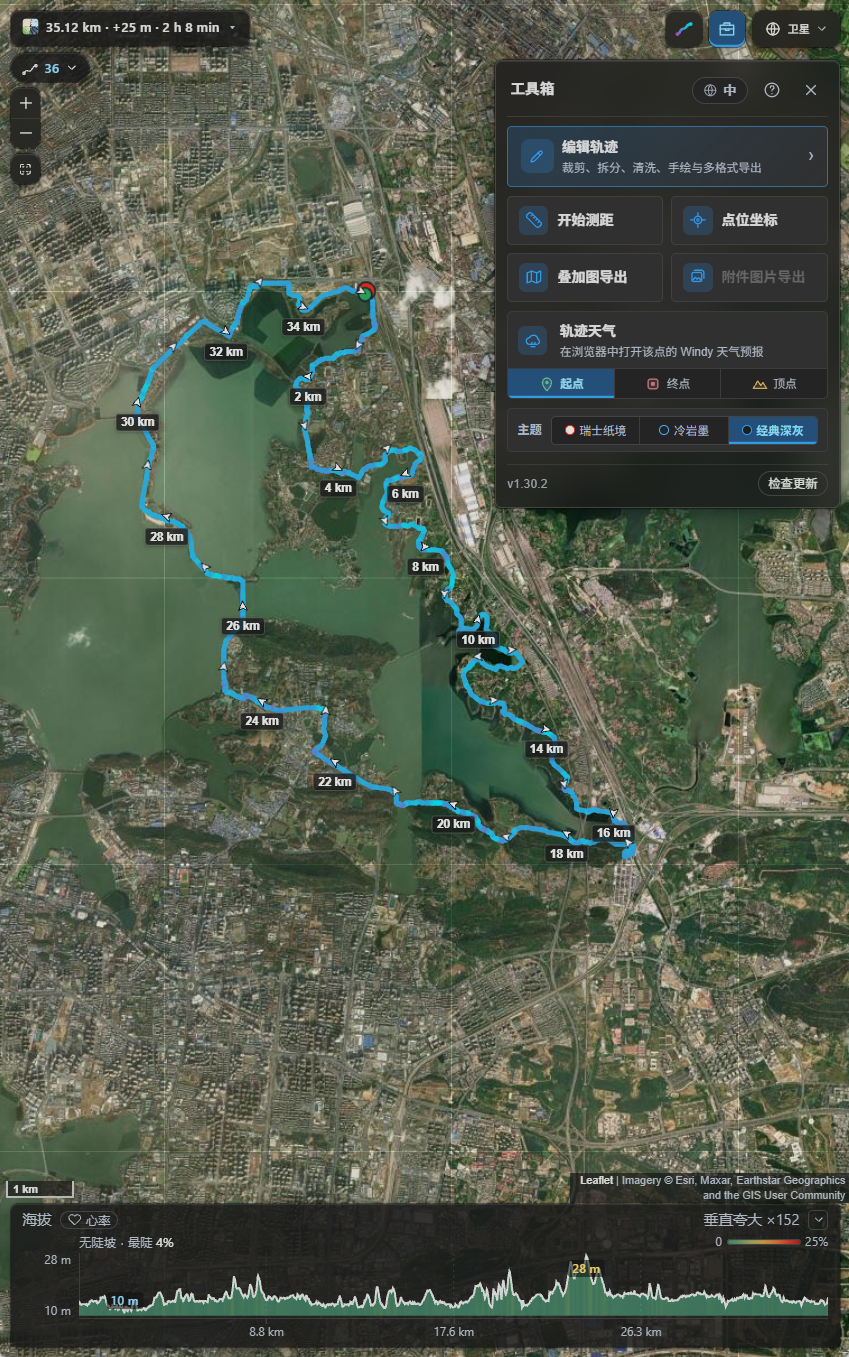 35.12 km · +25 m · 2 h 8 min
卫星
36
工具箱
中
编辑轨迹
裁剪、拆分、清洗、手绘与多格式导出
开始测距
点位坐标
叠加图导出
附件图片导出
轨迹天气
在浏览器中打开该点的 Windy 天气预报
起点
终点
顶点
主题
瑞士纸境
冷岩墨
经典深灰
v1.30.2
检查更新
34 km
32 km
2 km
30 km
4 km
6 km
28 km
8 km
26 km
10 km
24 km
14 km
22 km
20 km
16 km
18 km
1 km
Leaflet | Imagery © Esri, Maxar, Earthstar Geographics
and the GIS User Community
海拔
心率
垂直夸大 ×152
无陡坡 · 最陡 4%
0
25%
28 m
10 m
10 m
28 m
8.8 km
17.6 km
26.3 km